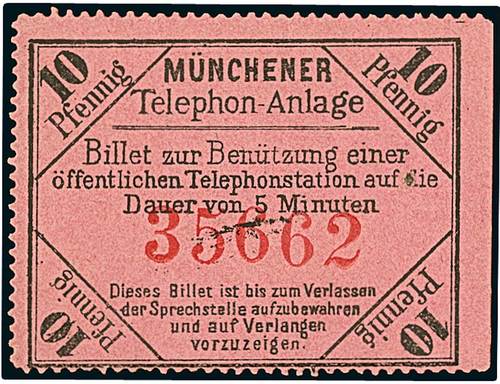 10 Pfennig
10 Pfennig
MÜNCHENER
Telephon-Anlage
Billet zur Benützung einer
öffentlichen Telephonstation auf die
Dauer von 5 Minuten
35662
Dieses Billet ist bis zum Verlassen
der Sprechstelle aufzubewahren
und auf Verlangen
vorzuzeigen.
10 Pfennig
10 Pfennig